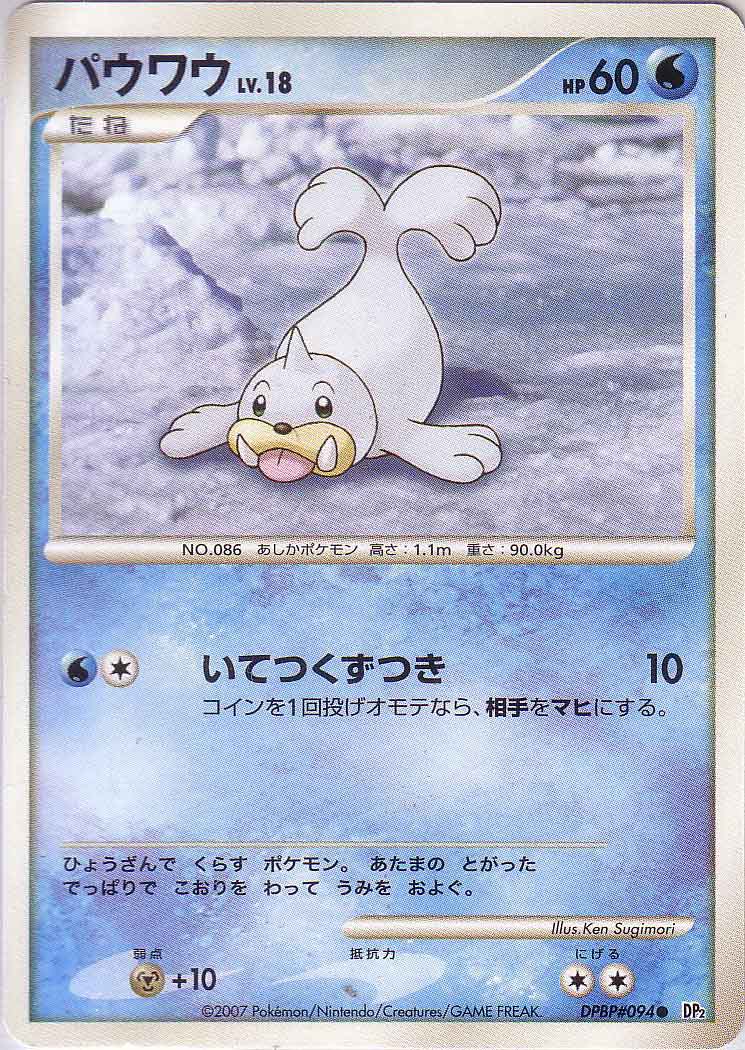 パウワウ LV.18 HP 60
たね
NO.086 あしかポケモン 高さ：1.1m 重さ：90.0kg
いてつくずつき 10
コインを1回投げオモテなら、相手をマヒにする。
ひょうざんで くらす ポケモン。 あたまの とがった
でっぱりで こおりを わって うみを およぐ。
Illus.Ken Sugimori
弱点 抵抗力 にげる
+10
©2007 Pokémon/Nintendo/Creatures/GAME FREAK. DPBP#094 DP2